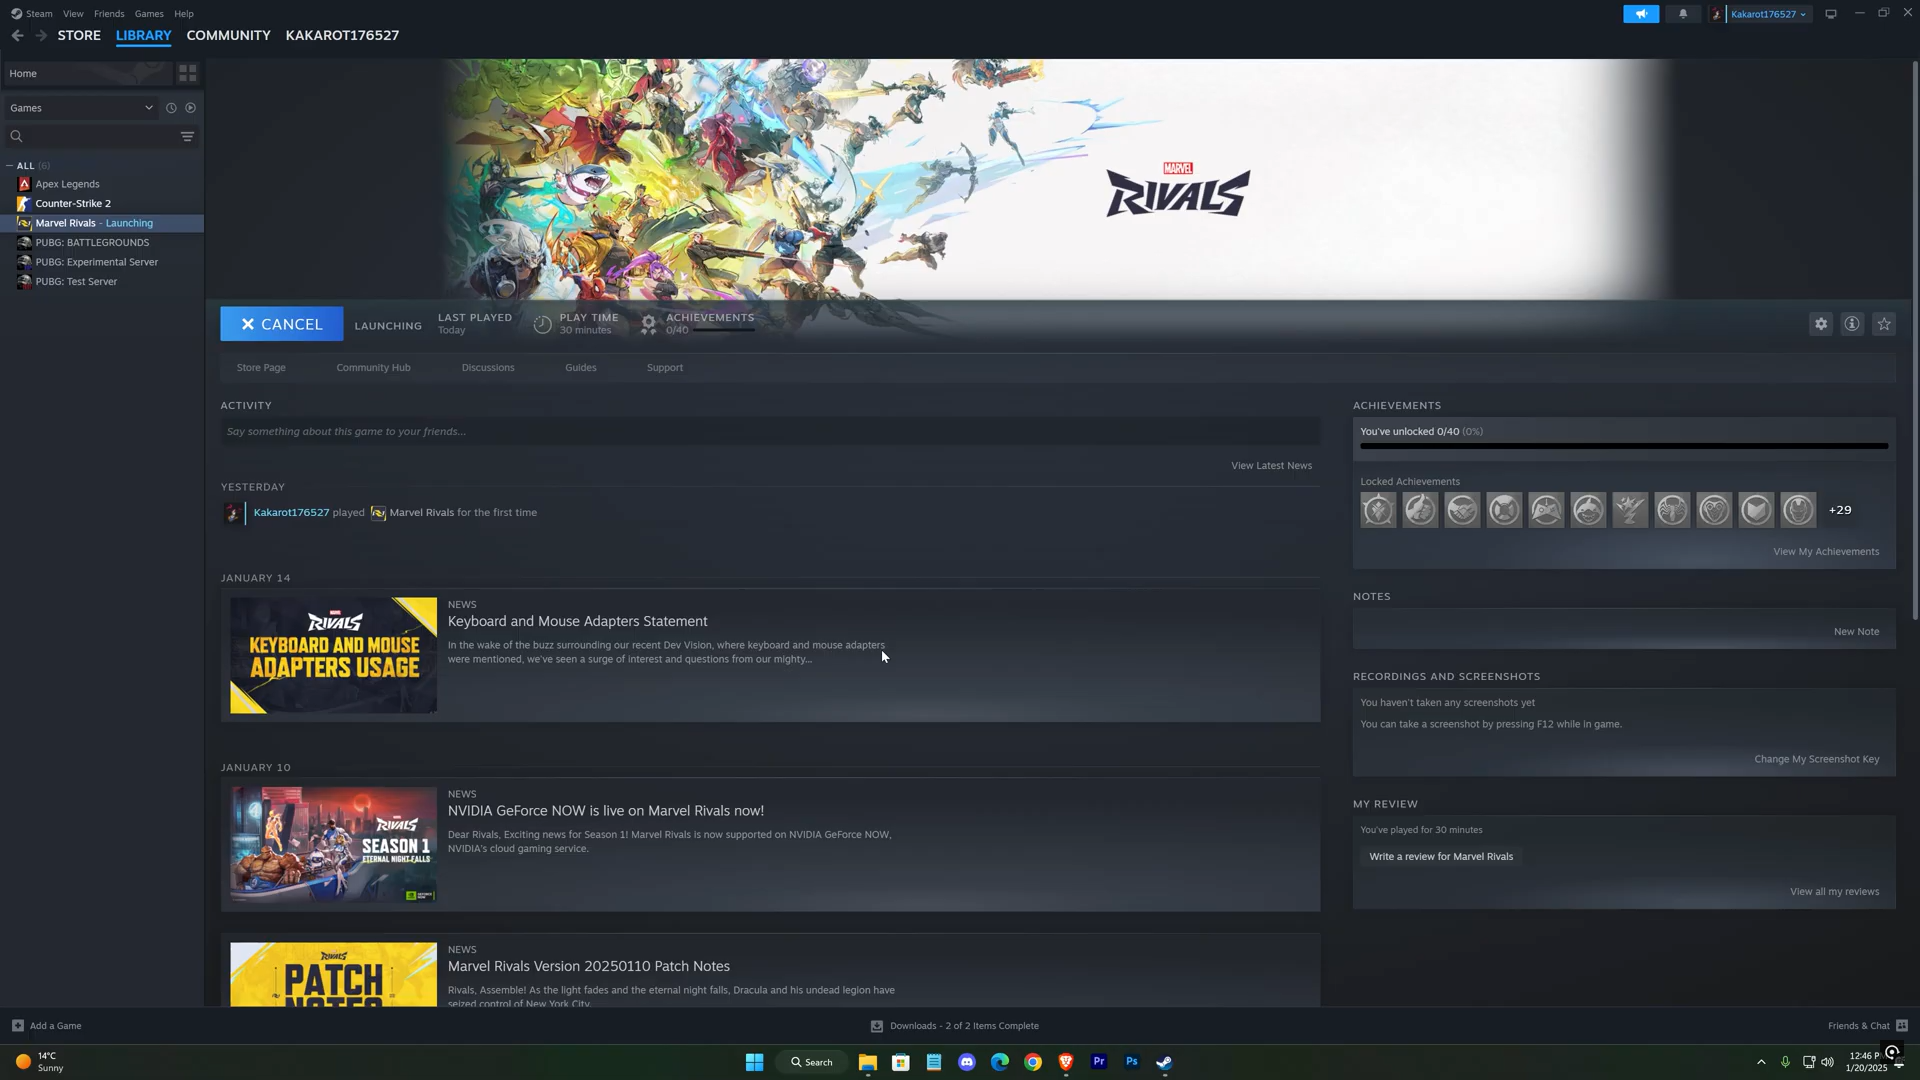 Steam View Friends Games Help
Kakarot176527
STORE LIBRARY COMMUNITY KAKAROT176527
Home
Games
ALL (6)
Apex Legends
Counter-Strike 2
Marvel Rivals - Launching
PUBG: BATTLEGROUNDS
PUBG: Experimental Server
PUBG: Test Server
MARVEL
RIVALS
CANCEL
LAUNCHING
LAST PLAYED
Today
PLAY TIME
30 minutes
ACHIEVEMENTS
0/40
Store Page Community Hub Discussions Guides Support
ACTIVITY
Say something about this game to your friends...
View Latest News
YESTERDAY
Kakarot176527 played Marvel Rivals for the first time
JANUARY 14
RIVALS
KEYBOARD AND MOUSE
ADAPTERS USAGE
NEWS
Keyboard and Mouse Adapters Statement
In the wake of the buzz surrounding our recent Dev Vision, where keyboard and mouse adapters
were mentioned, we've seen a surge of interest and questions from our mighty...
JANUARY 10
RIVALS
SEASON 1
ETERNAL NIGHT FALLS
NEWS
NVIDIA GeForce NOW is live on Marvel Rivals now!
Dear Rivals, Exciting news for Season 1! Marvel Rivals is now supported on NVIDIA GeForce NOW,
NVIDIA's cloud gaming service.
RIVALS
PATCH
NOTES
NEWS
Marvel Rivals Version 20250110 Patch Notes
Rivals, Assemble! As the light fades and the eternal night falls, Dracula and his undead legion have
seized control of New York City.
ACHIEVEMENTS
You've unlocked 0/40 (0%)
Locked Achievements
+29
View My Achievements
NOTES
New Note
RECORDINGS AND SCREENSHOTS
You haven't taken any screenshots yet
You can take a screenshot by pressing F12 while in game.
Change My Screenshot Key
MY REVIEW
You've played for 30 minutes
Write a review for Marvel Rivals
View all my reviews
Add a Game
Downloads - 2 of 2 Items Complete
Friends & Chat
14°C
Sunny
Search
Pr
Ps
12:46
1/20/2025